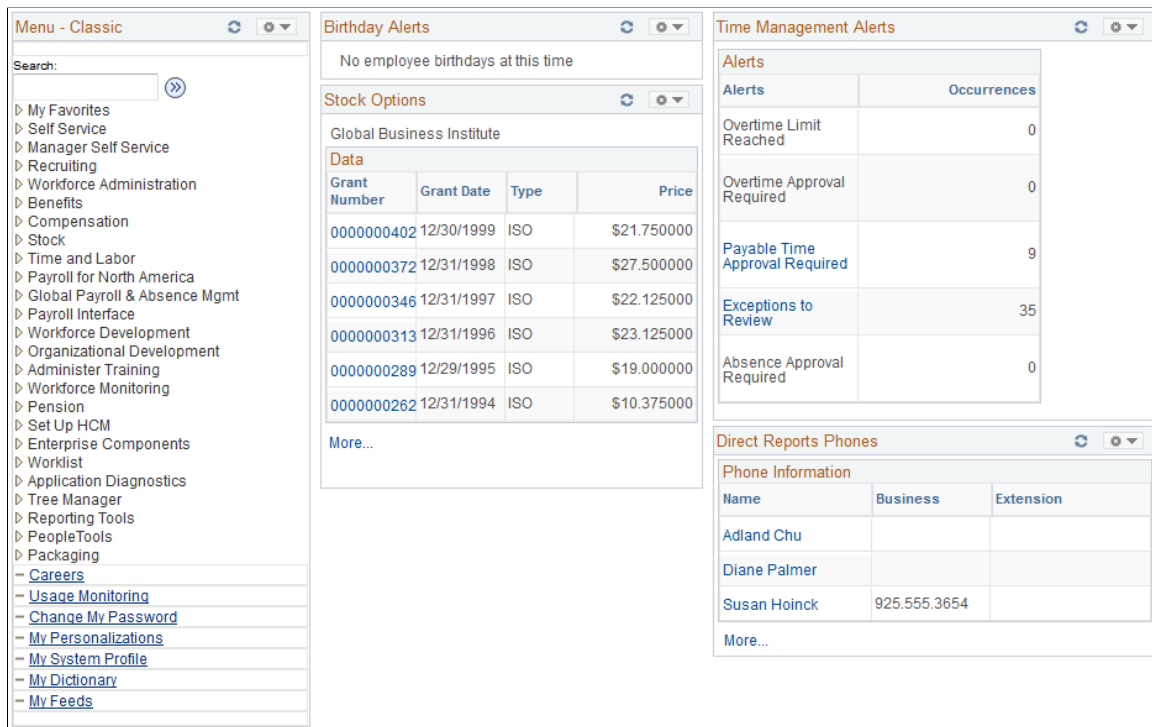 Menu - Classic
Search:
My Favorites
Self Service
Manager Self Service
Recruiting
Workforce Administration
Benefits
Compensation
Stock
Time and Labor
Payroll for North America
Global Payroll & Absence Mgmt
Payroll Interface
Workforce Development
Organizational Development
Administer Training
Workforce Monitoring
Pension
Set Up HCM
Enterprise Components
Worklist
Application Diagnostics
Tree Manager
Reporting Tools
PeopleTools
Packaging
Careers
Usage Monitoring
Change My Password
My Personalizations
My System Profile
My Dictionary
My Feeds
Birthday Alerts
No employee birthdays at this time
Stock Options
Global Business Institute
Data
Grant Number Grant Date Type Price
0000000402 12/30/1999 ISO $21.750000
0000000372 12/31/1998 ISO $27.500000
0000000346 12/31/1997 ISO $22.125000
0000000313 12/31/1996 ISO $23.125000
0000000289 12/29/1995 ISO $19.000000
0000000262 12/31/1994 ISO $10.375000
More...
Time Management Alerts
Alerts
Alerts Occurrences
Overtime Limit
Reached 0
Overtime Approval
Required 0
Payable Time
Approval Required 9
Exceptions to
Review 35
Absence Approval
Required 0
Direct Reports Phones
Phone Information
Name Business Extension
Adland Chu
Diane Palmer
Susan Hoinck 925.555.3654
More...